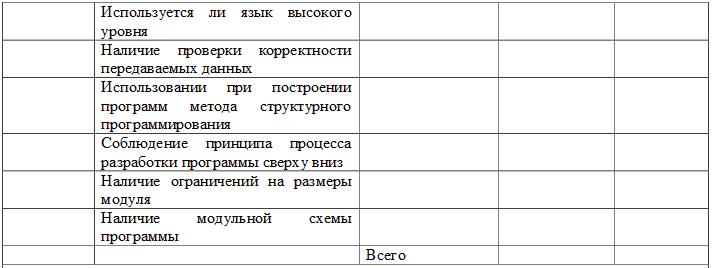 Используется ли язык высокого
уровня
Наличие проверки корректности
передаваемых данных
Использовании при построении
программ метода структурного
программирования
Соблюдение принципа процесса
разработки программы сверху вниз
Наличие ограничений на размеры
модуля
Наличие модульной схемы
программы
Всего